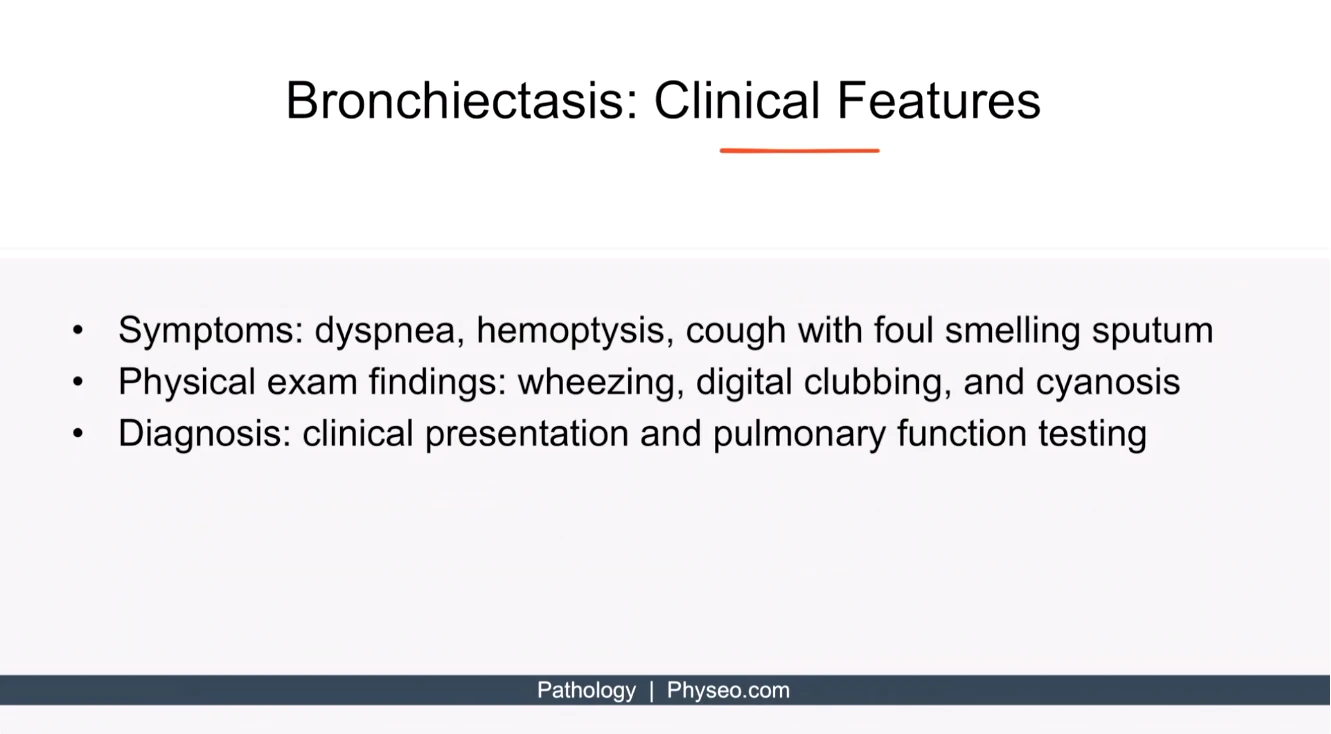 Bronchiectasis: Clinical Features
• Symptoms: dyspnea, hemoptysis, cough with foul smelling sputum
• Physical exam findings: wheezing, digital clubbing, and cyanosis
• Diagnosis: clinical presentation and pulmonary function testing
Pathology | Physeo.com